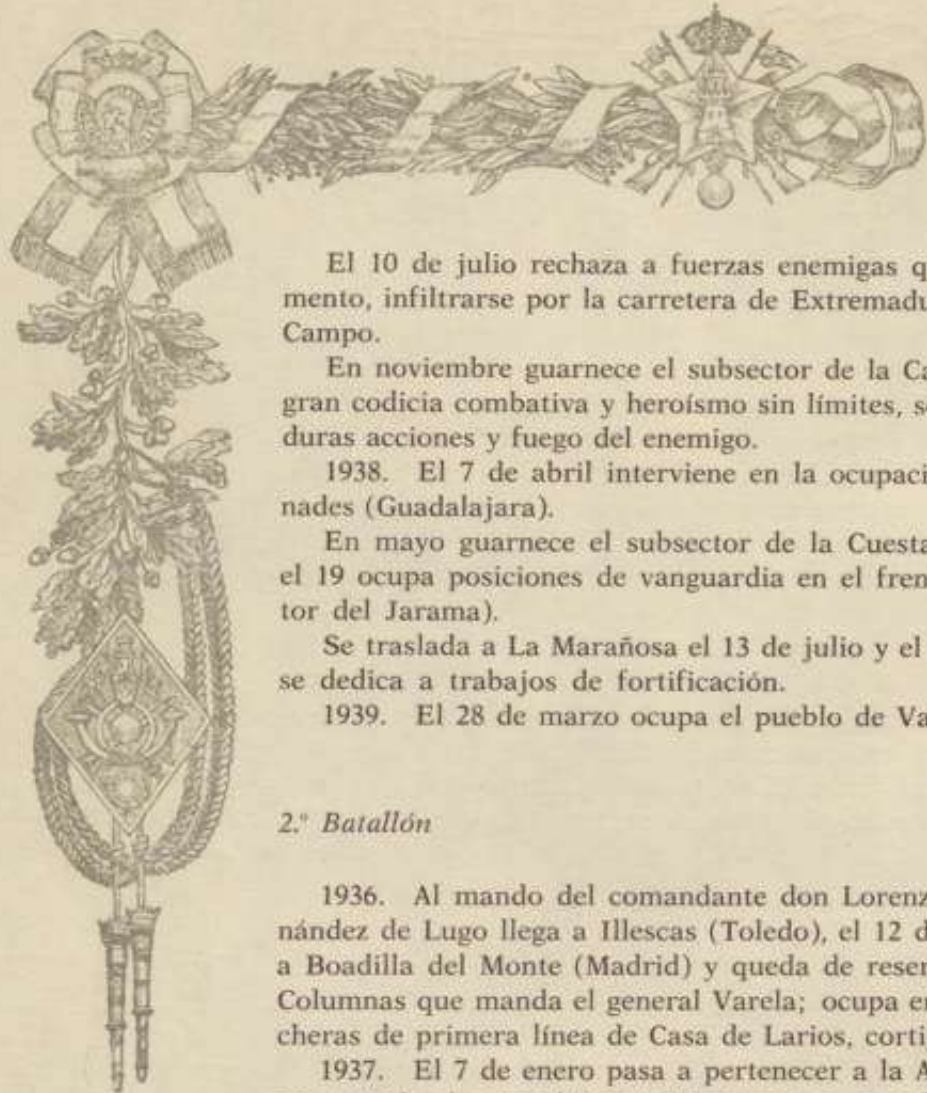 El 10 de julio rechaza a fuerzas enemigas q
mento, infiltrarse por la carretera de Extremadu
Campo.
En noviembre guarnece el subsector de la Ca
gran codicia combativa y heroísmo sin límites, s
duras acciones y fuego del enemigo.
1938. El 7 de abril interviene en la ocupaci
nades (Guadalajara).
En mayo guarnece el subsector de la Cuesta
el 19 ocupa posiciones de vanguardia en el fren
tor del Jarama).
Se traslada a La Marañosa el 13 de julio y el
se dedica a trabajos de fortificación.
1939. El 28 de marzo ocupa el pueblo de Va
2.º Batallón
1936. Al mando del comandante don Lorenz
nández de Lugo llega a Illescas (Toledo), el 12 d
a Boadilla del Monte (Madrid) y queda de reser
Columnas que manda el general Varela; ocupa e
cheras de primera línea de Casa de Larios, corti
1937. El 7 de enero pasa a pertenecer a la A